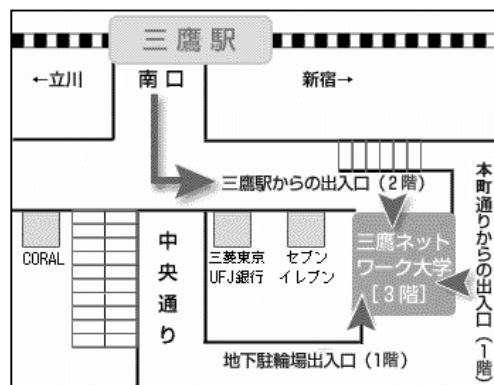 三鷹駅
←立川
南口
新宿→
三鷹駅からの出入口（2階）
本町通りからの出入口（1階）
CORAL
中央通り
三菱東京
UFJ銀行
セブン
イレブン
三鷹ネット
ワーク大学
［3階］
地下駐輪場出入口（1階）